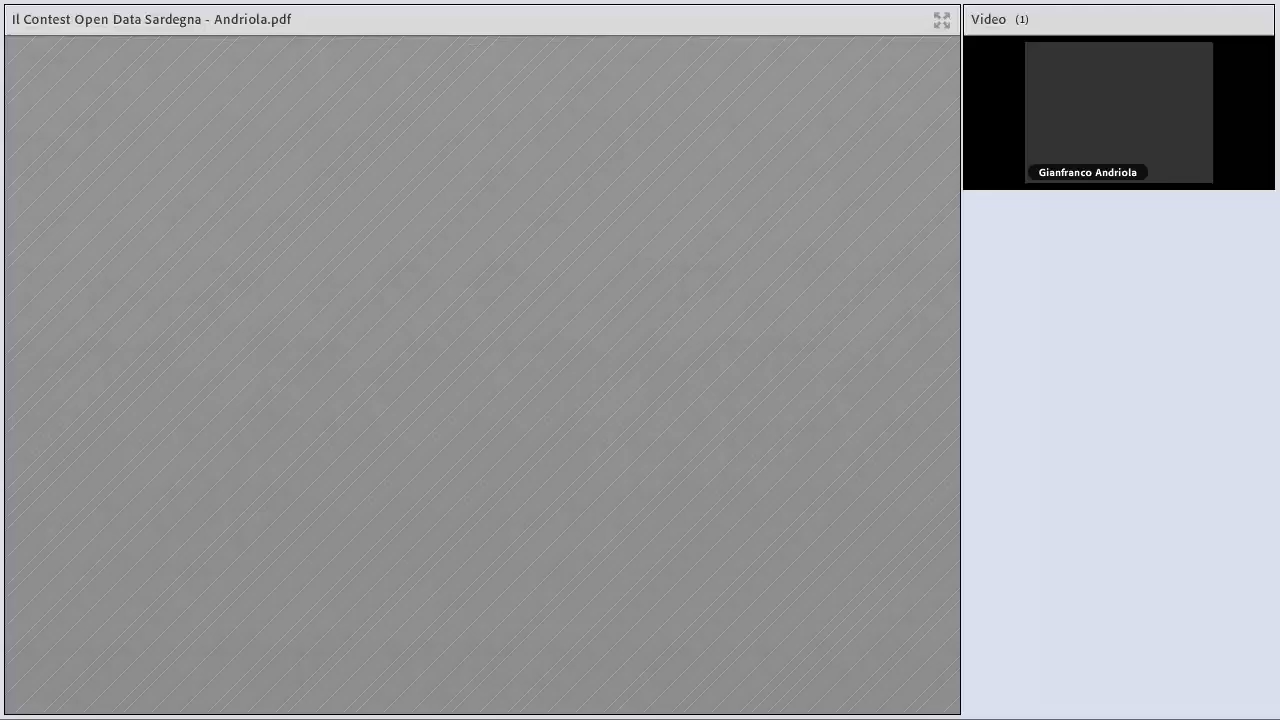 Il Contest Open Data Sardegna - Andriola.pdf
Video (1)
Gianfranco Andriola